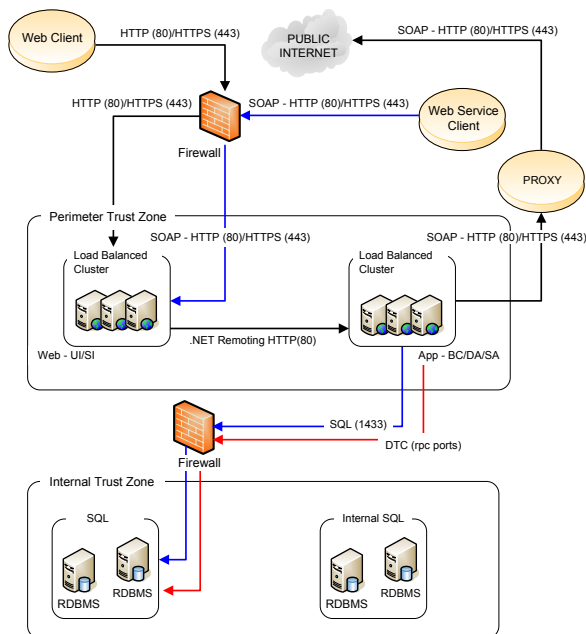 Web Client
HTTP (80)/HTTPS (443)
PUBLIC
INTERNET
SOAP - HTTP (80)/HTTPS (443)
HTTP (80)/HTTPS (443)
SOAP - HTTP (80)/HTTPS (443)
Web Service
Client
Firewall
PROXY
Perimeter Trust Zone
SOAP - HTTP (80)/HTTPS (443)
SOAP - HTTP (80)/HTTPS (443)
Load Balanced
Cluster
Load Balanced
Cluster
.NET Remoting HTTP(80)
Web - UI/SI
App - BC/DA/SA
SQL (1433)
DTC (rpc ports)
Firewall
Internal Trust Zone
SQL
Internal SQL
RDBMS
RDBMS
RDBMS
RDBMS